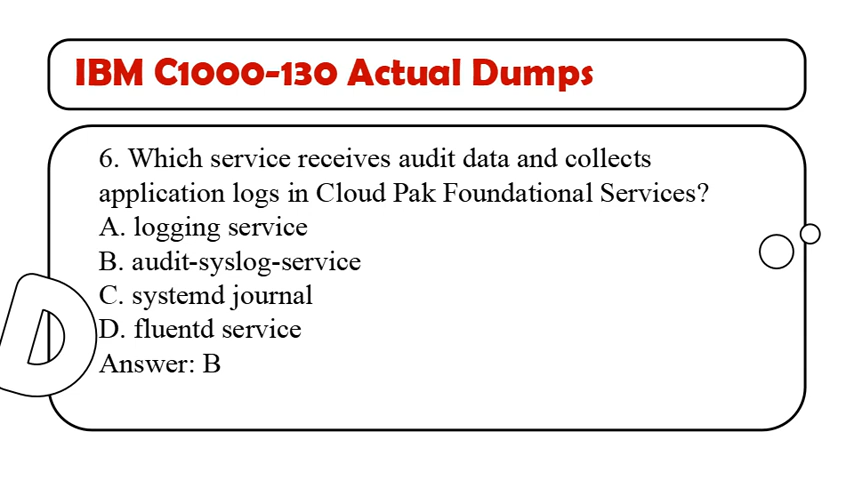 IBM C1000-130 Actual Dumps
6. Which service receives audit data and collects
application logs in Cloud Pak Foundational Services?
A. logging service
B. audit-syslog-service
C. systemd journal
D. fluentd service
Answer: B
D